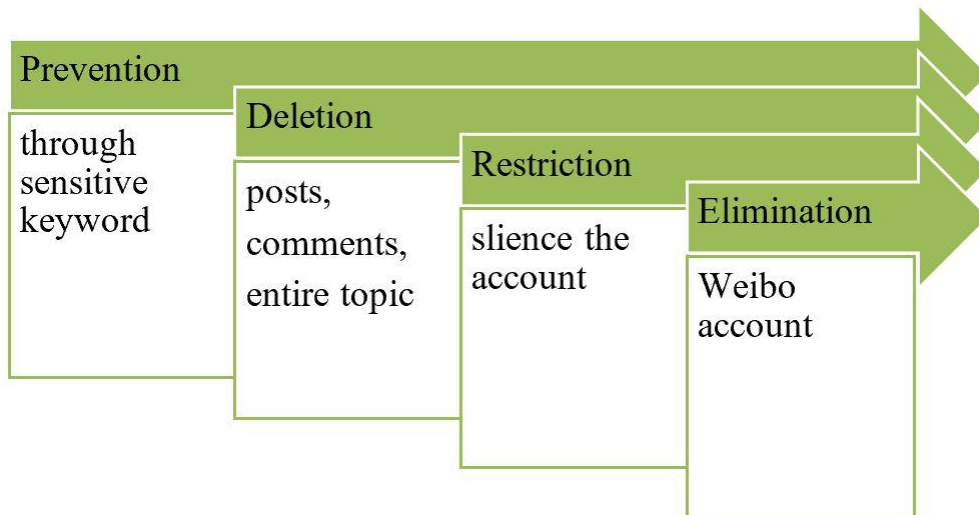 Prevention
through
sensitive
keyword
Deletion
posts,
comments,
entire topic
Restriction
slience the
account
Elimination
Weibo
account